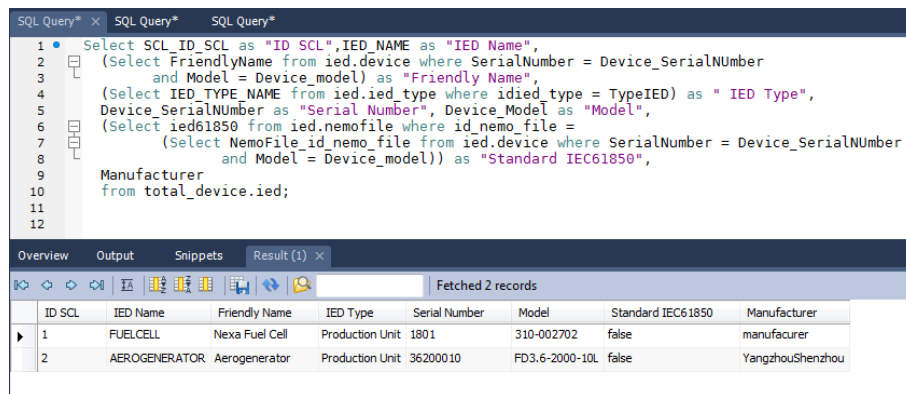 SQL Query* × SQL Query* SQL Query*
1 Select SCL_ID_SCL as "ID SCL",IED_NAME as "IED Name",
2 (Select FriendlyName from ied.device where SerialNumber = Device_SerialNUmber
3 and Model = Device_model) as "Friendly Name",
4 (Select IED_TYPE_NAME from ied.ied_type where idied_type = TypeIED) as " IED Type",
5 Device_SerialNUmber as "Serial Number", Device_Model as "Model",
6 (Select ied61850 from ied.nemofile where id_nemo_file =
7 (Select NemoFile_id_nemo_file from ied.device where SerialNumber = Device_SerialNUmber
8 and Model = Device_model)) as "Standard IEC61850",
9 Manufacturer
10 from total_device.ied;
11
12
Overview Output Snippets Result (1) ×
Fetched 2 records
ID SCL IED Name Friendly Name IED Type Serial Number Model Standard IEC61850 Manufacturer
1 FUELCELL Nexa Fuel Cell Production Unit 1801 310-002702 false manufacurer
2 AEROGENERATOR Aerogenerator Production Unit 36200010 FD3.6-2000-10L false YangzhouShenzhou